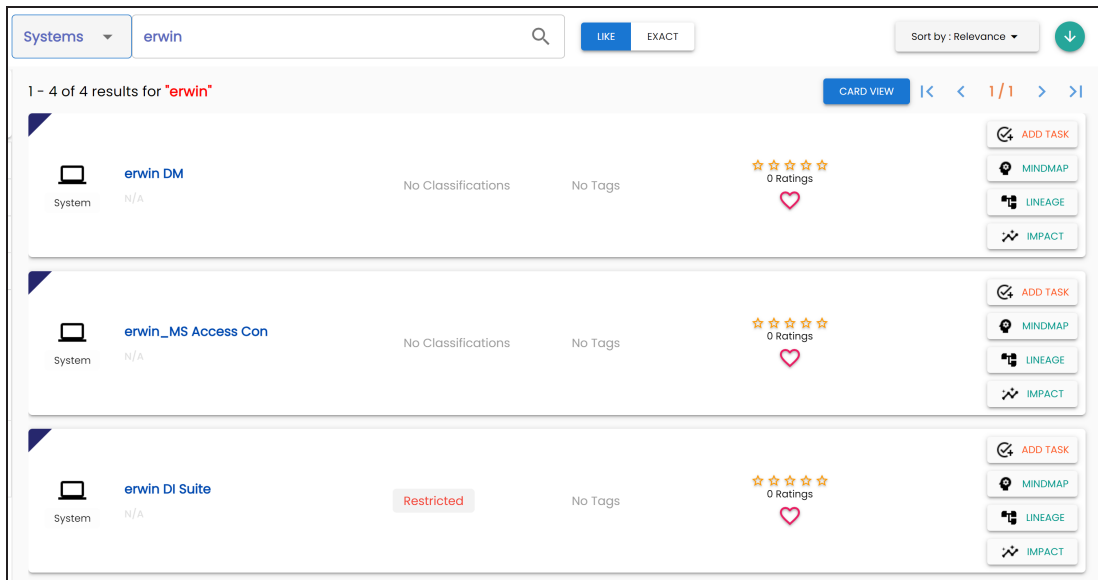 Systems
erwin
LIKE
EXACT
Sort by : Relevance
1 - 4 of 4 results for "erwin"
CARD VIEW
1 / 1
System
erwin DM
N/A
No Classifications
No Tags
0 Ratings
ADD TASK
MINDMAP
LINEAGE
IMPACT
System
erwin_MS Access Con
N/A
No Classifications
No Tags
0 Ratings
ADD TASK
MINDMAP
LINEAGE
IMPACT
System
erwin DI Suite
N/A
Restricted
No Tags
0 Ratings
ADD TASK
MINDMAP
LINEAGE
IMPACT